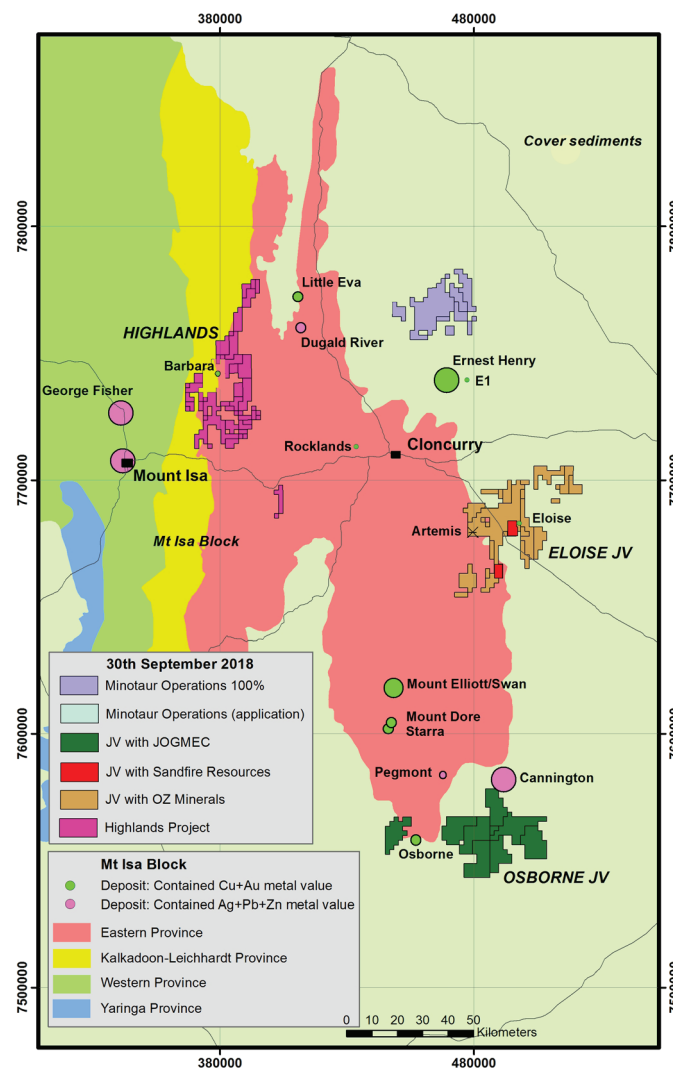 380000
480000
Cover sediments
7800000
7800000
Little Eva
HIGHLANDS
Dugald River
Ernest Henry
Barbara
E1
George Fisher
Rocklands
Cloncurry
Mount Isa
7700000
7700000
Eloise
Artemis
Mt Isa Block
ELOISE JV
30th September 2018
Minotaur Operations 100%
Minotaur Operations (application)
JV with JOGMEC
JV with Sandfire Resources
JV with OZ Minerals
Highlands Project
Mount Elliott/Swan
Mount Dore
Starra
7600000
7600000
Pegmont
Cannington
Osborne
OSBORNE JV
Mt Isa Block
Deposit: Contained Cu+Au metal value
Deposit: Contained Ag+Pb+Zn metal value
Eastern Province
Kalkadoon-Leichhardt Province
Western Province
Yaringa Province
7500000
7500000
0 10 20 30 40 50
Kilometers
380000
480000